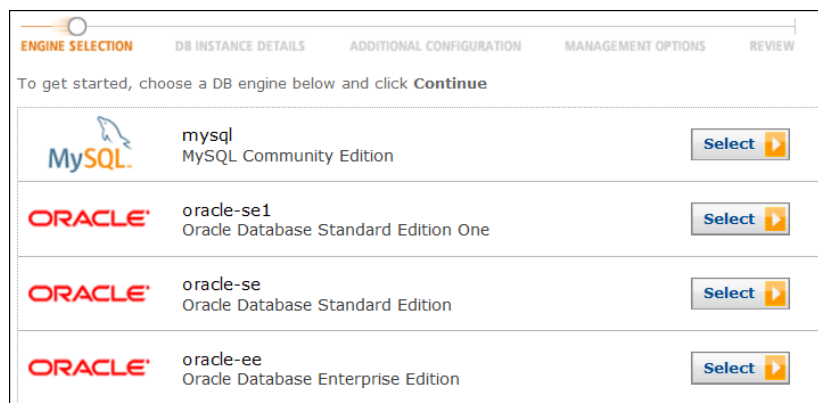 ENGINE SELECTION DB INSTANCE DETAILS ADDITIONAL CONFIGURATION MANAGEMENT OPTIONS REVIEW
To get started, choose a DB engine below and click Continue
MySQL
mysql
MySQL Community Edition
Select
ORACLE
oracle-se1
Oracle Database Standard Edition One
Select
ORACLE
oracle-se
Oracle Database Standard Edition
Select
ORACLE
oracle-ee
Oracle Database Enterprise Edition
Select